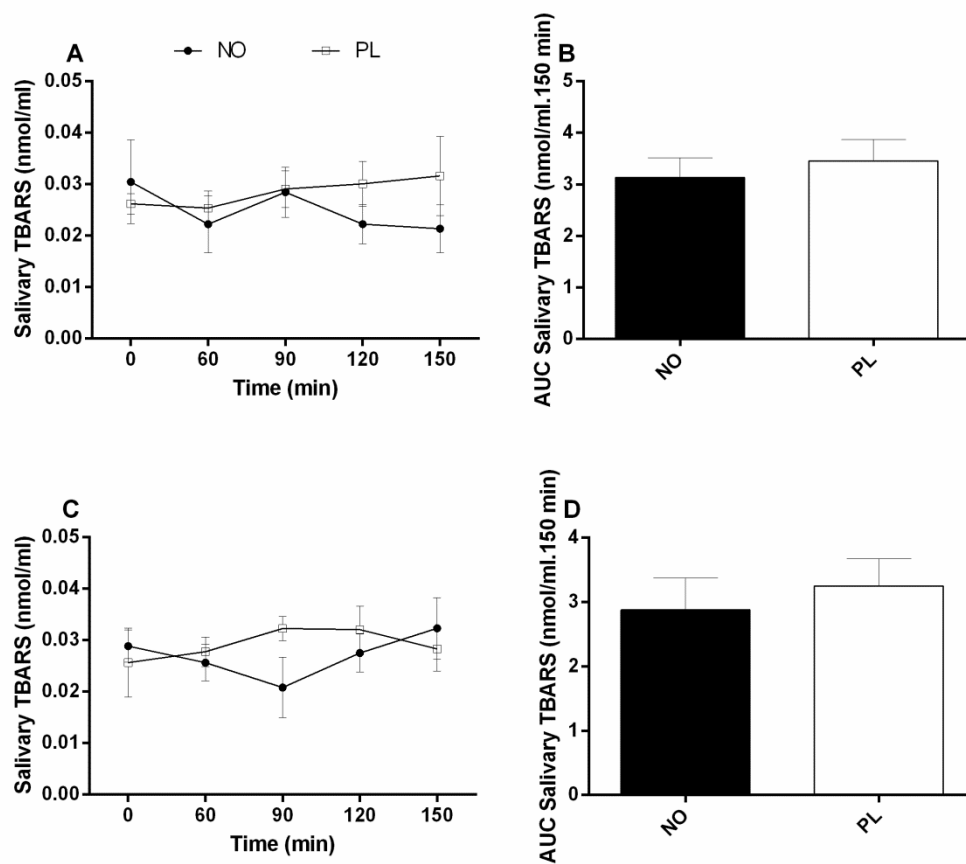 A
NO
PL
Salivary TBARS (nmol/ml)
0.05
0.04
0.03
0.02
0.01
0.00
0
60
90
120
150
Time (min)
B
AUC Salivary TBARS (nmol/ml.150 min)
5
4
3
2
1
0
NO
PL
C
Salivary TBARS (nmol/ml)
0.05
0.04
0.03
0.02
0.01
0.00
0
60
90
120
150
Time (min)
D
AUC Salivary TBARS (nmol/ml.150 min)
4
3
2
1
0
NO
PL